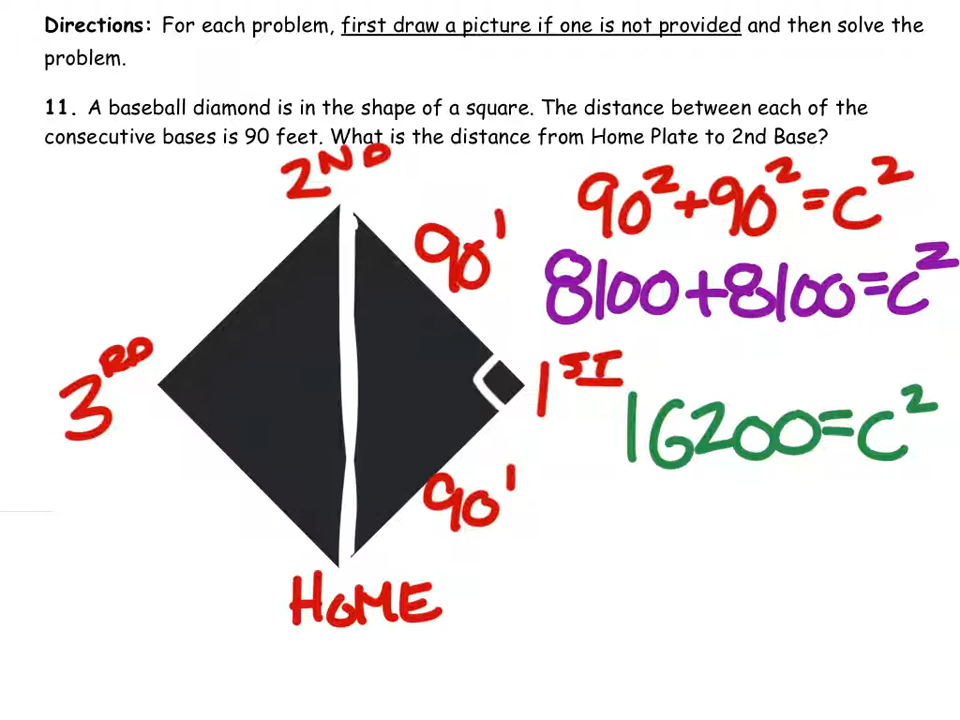 Directions: For each problem, first draw a picture if one is not provided and then solve the
problem.
11. A baseball diamond is in the shape of a square. The distance between each of the
consecutive bases is 90 feet. What is the distance from Home Plate to 2nd Base?
2ND
90² + 90² = c²
90'
8100 + 8100 = c²
3RD
1ST
16200 = c²
90'
HOME